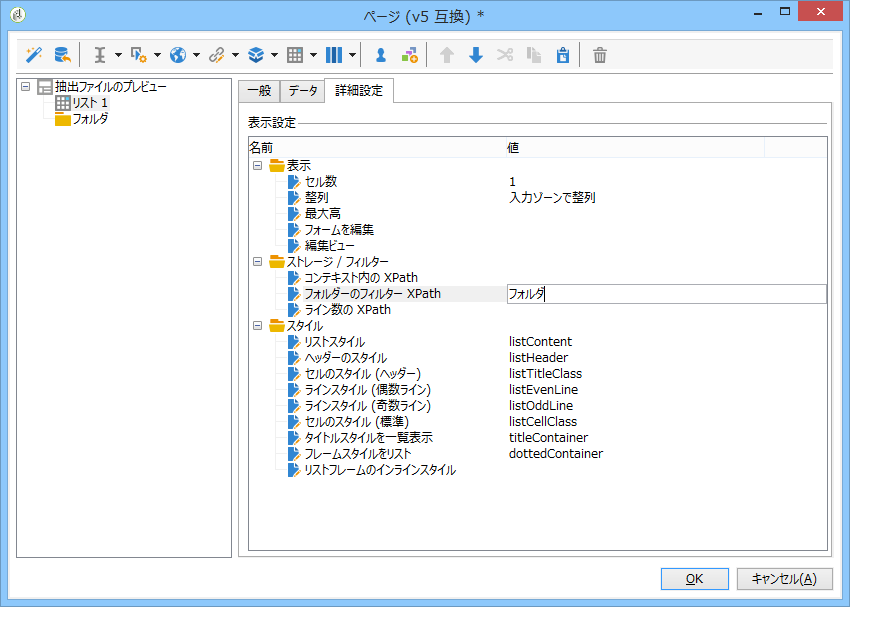 ページ (v5 互換) *
抽出ファイルのプレビュー
リスト 1
フォルダ
一般
データ
詳細設定
表示設定
名前 値
表示
セル数 1
整列 入力ゾーンで整列
最大高
フォームを編集
編集ビュー
ストレージ / フィルター
コンテキスト内の XPath
フォルダーのフィルター XPath フォルダ
ライン数の XPath
スタイル
リストスタイル listContent
ヘッダーのスタイル listHeader
セルのスタイル (ヘッダー) listTitleClass
ラインスタイル (偶数ライン) listEvenLine
ラインスタイル (奇数ライン) listOddLine
セルのスタイル (標準) listCellClass
タイトルスタイルを一覧表示 titleContainer
フレームスタイルをリスト dottedContainer
リストフレームのインラインスタイル
OK キャンセル(A)